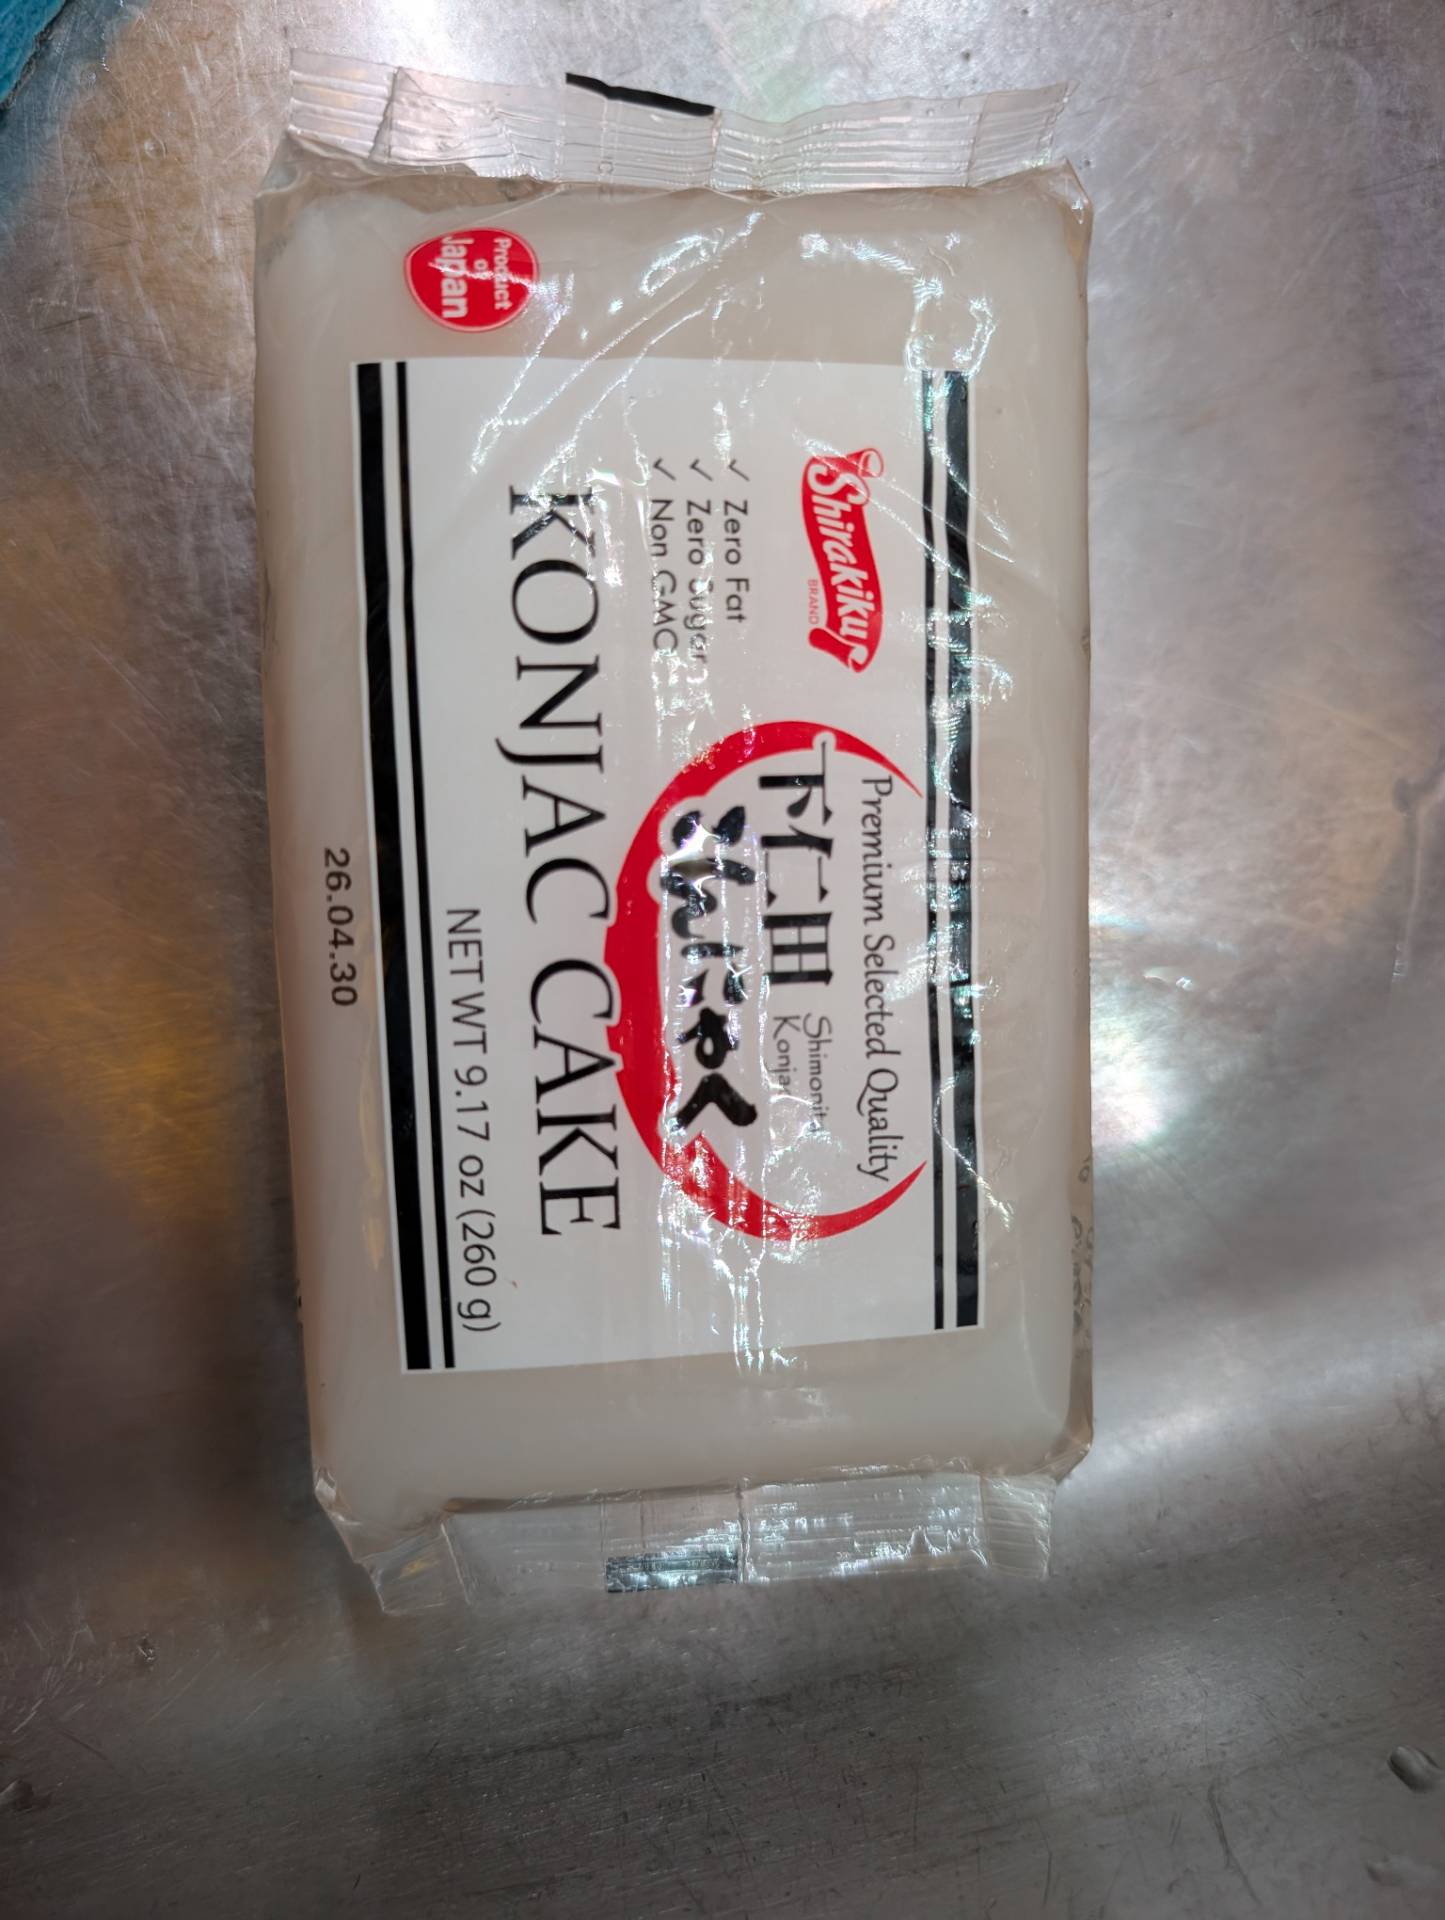 Product
of
Japan
Shirakiku
BRAND
Premium Selected Quality
下仁田
Shimonita
Konjac
こんにゃく
✓ Zero Fat
✓ Zero Sugar
✓ Non GMO
KONJAC CAKE
NET WT 9.17 oz (260 g)
26.04.30